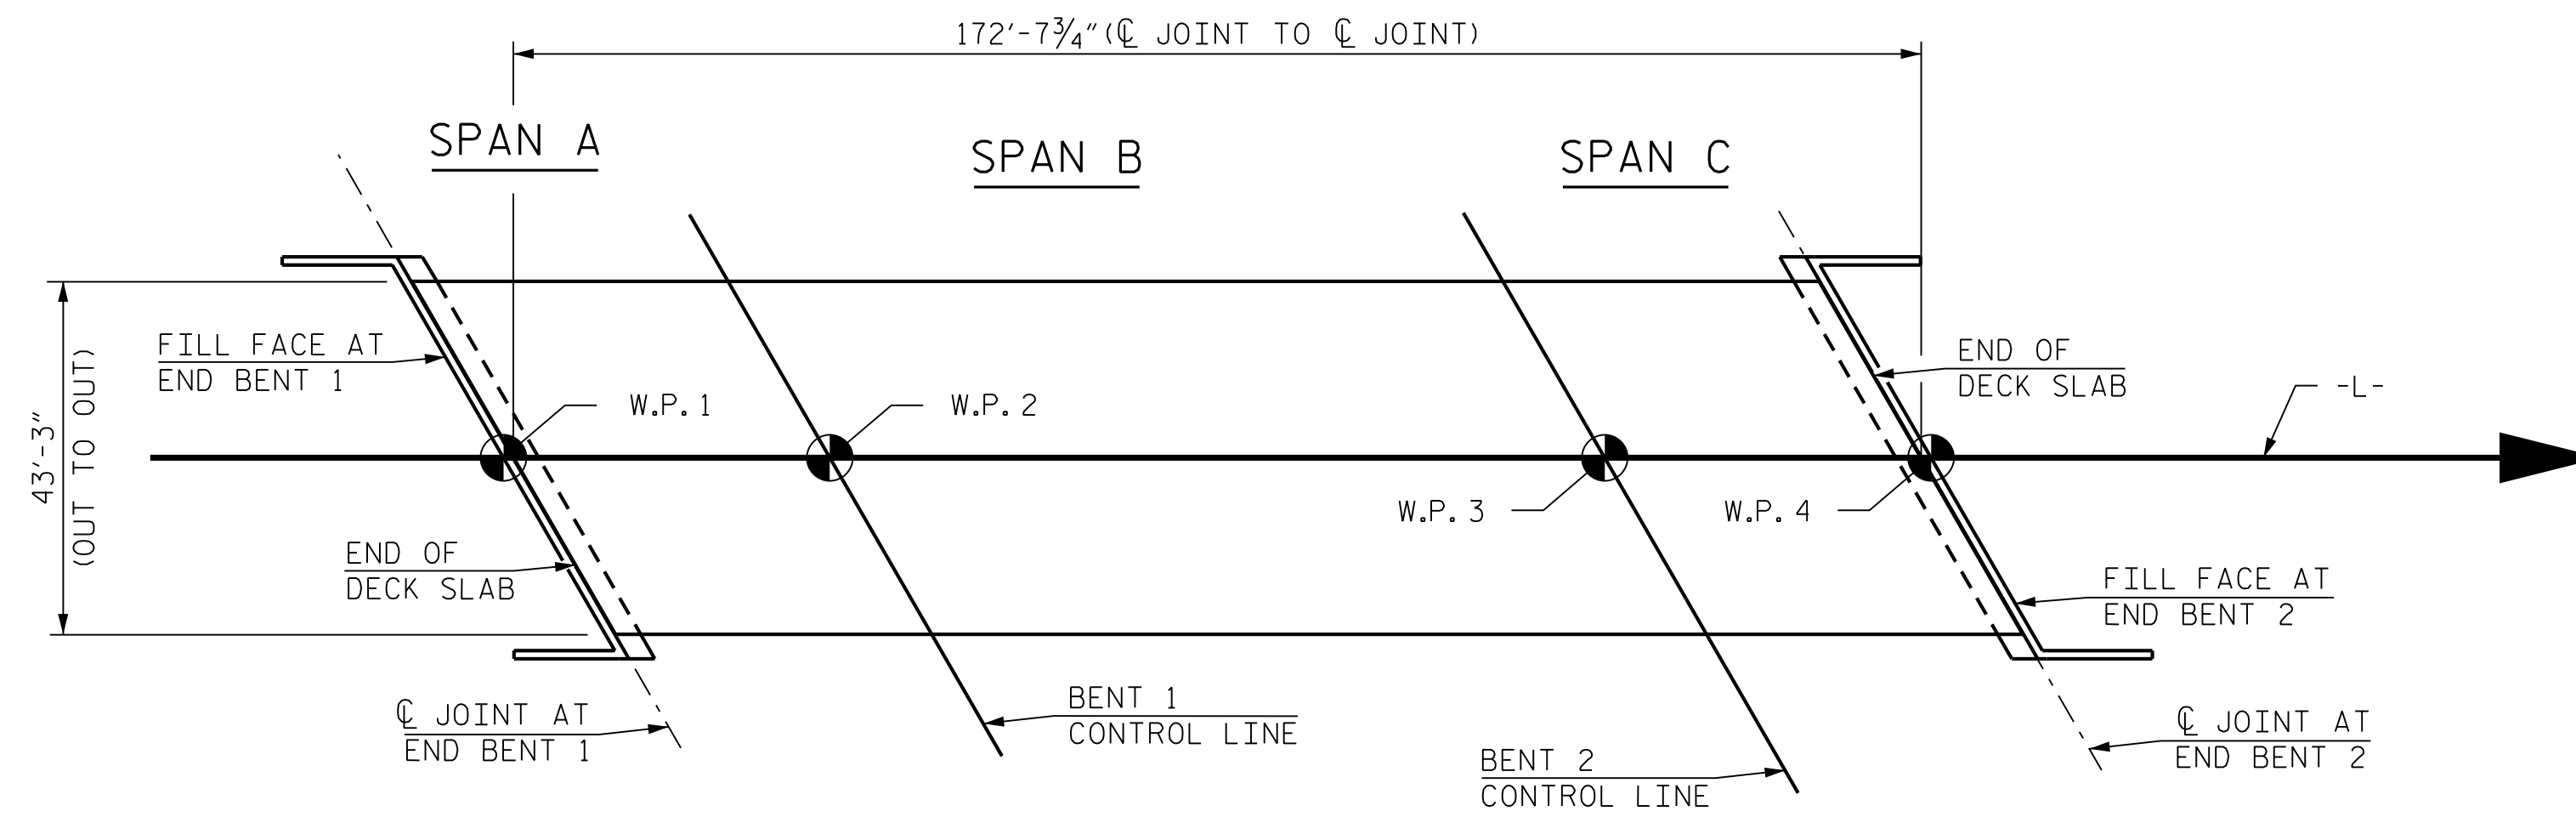 172'-7¾"(℄ JOINT TO ℄ JOINT)
SPAN A
SPAN B
SPAN C
FILL FACE AT
END BENT 1
43'-3"
(OUT TO OUT)
W.P. 1
W.P. 2
END OF
DECK SLAB
-L-
W.P. 3
W.P. 4
END OF
DECK SLAB
FILL FACE AT
END BENT 2
℄ JOINT AT
END BENT 1
BENT 1
CONTROL LINE
BENT 2
CONTROL LINE
℄ JOINT AT
END BENT 2